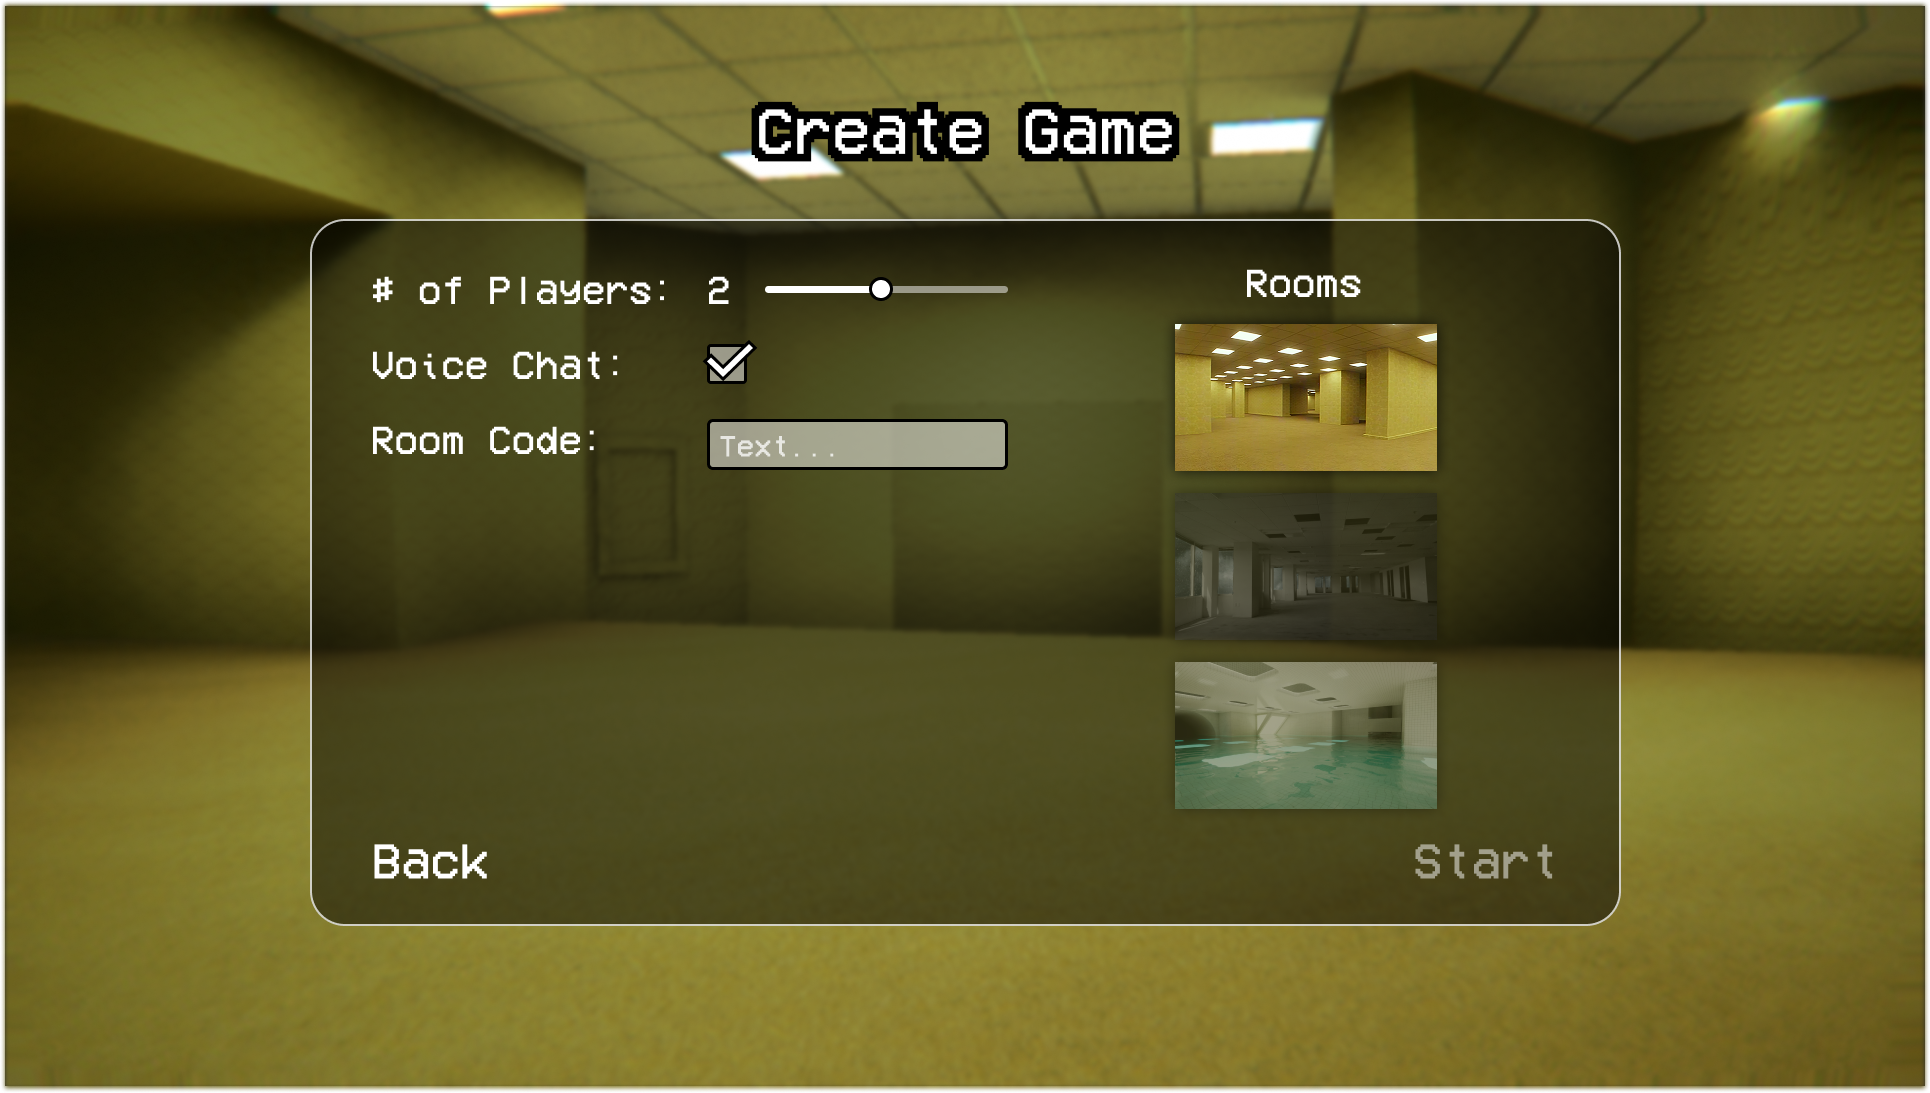 Create Game
# of Players: 2
Voice Chat:
Room Code: Text...
Rooms
Back
Start